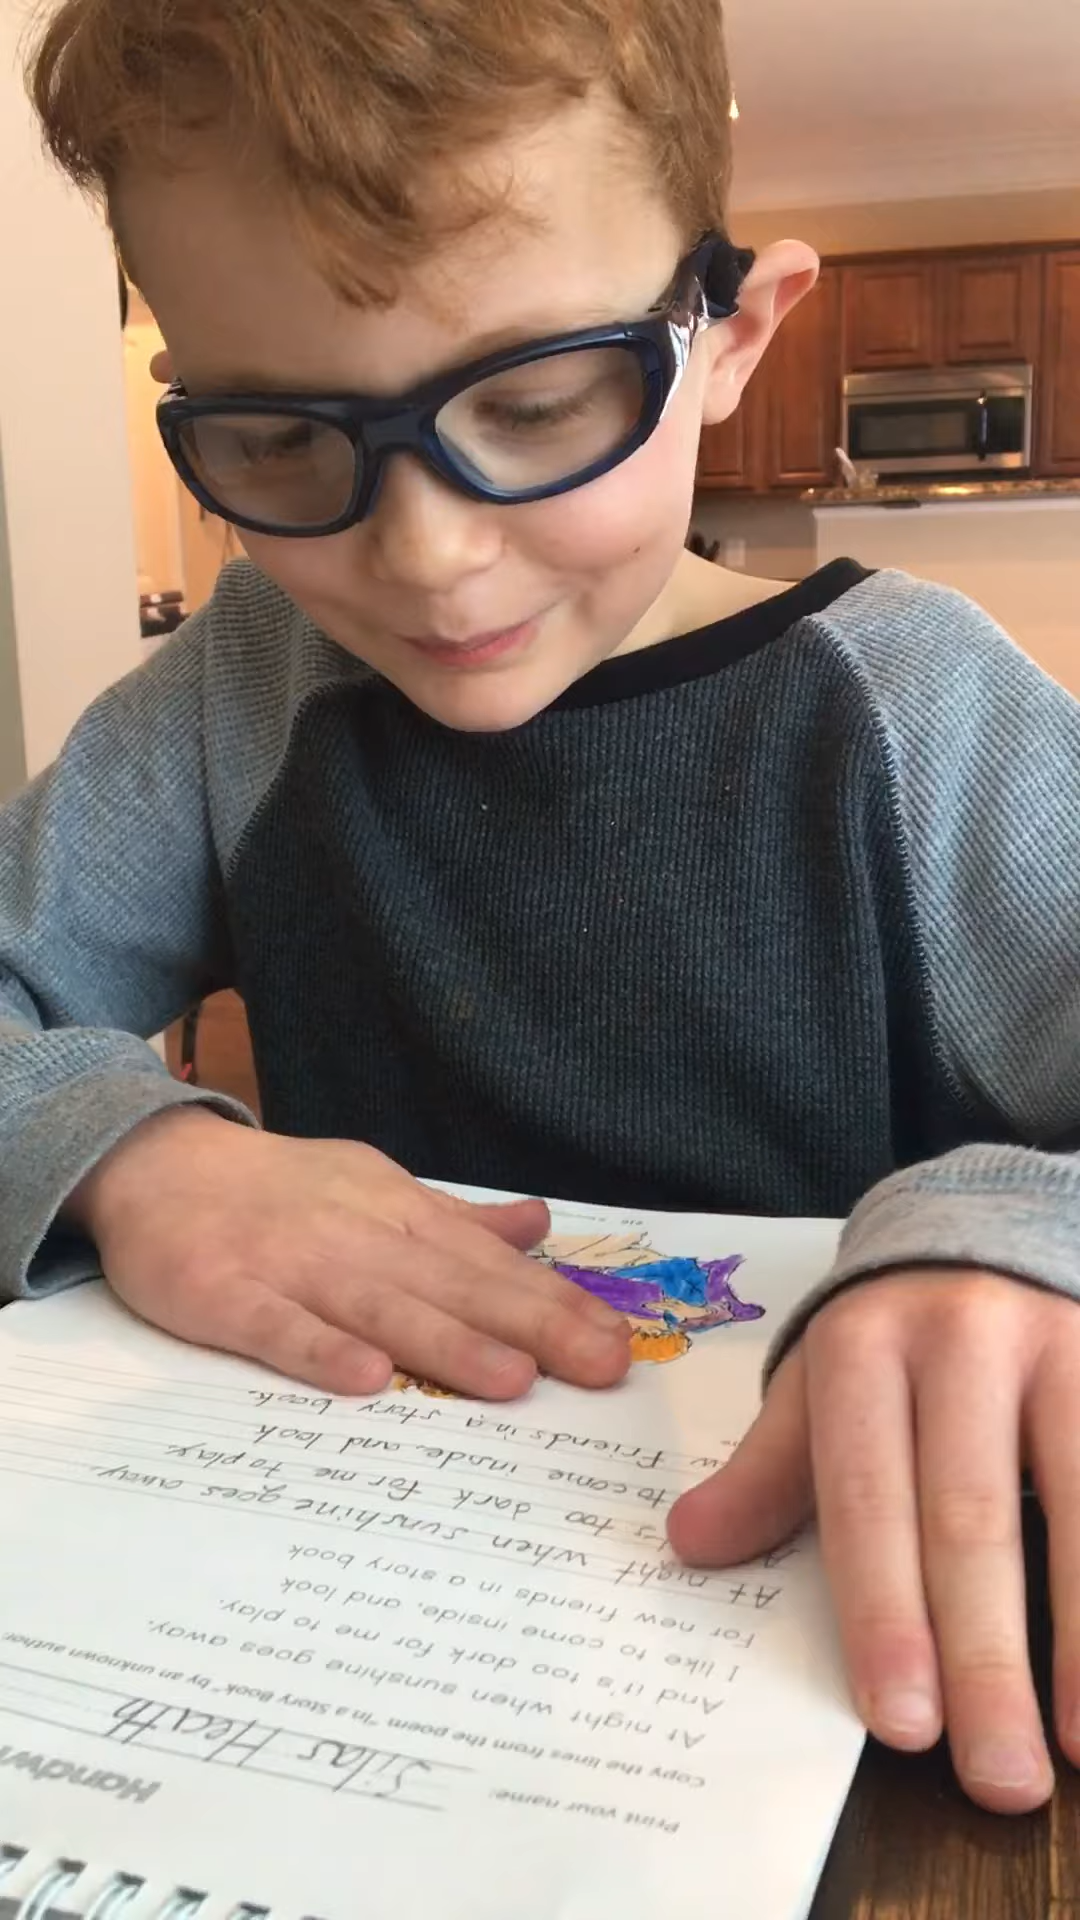 Handw
Print your name: Silas Heath
Copy the lines from the poem "In a Story Book" by an unknown author.
At night when sunshine goes away.
And it's too dark for me to play.
I like to come inside, and look
For new friends in a story book
At night when sunshine goes away.
A too dark for me to play.
to come inside, and look
Friends in a story book.